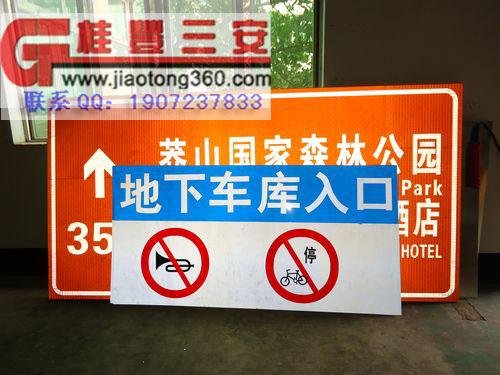 桂豐三安
www.jiaotong360.com
联系QQ：1907237833
莽山国家森林公园
Park
35
酒店
HOTEL
地下车库入口
停